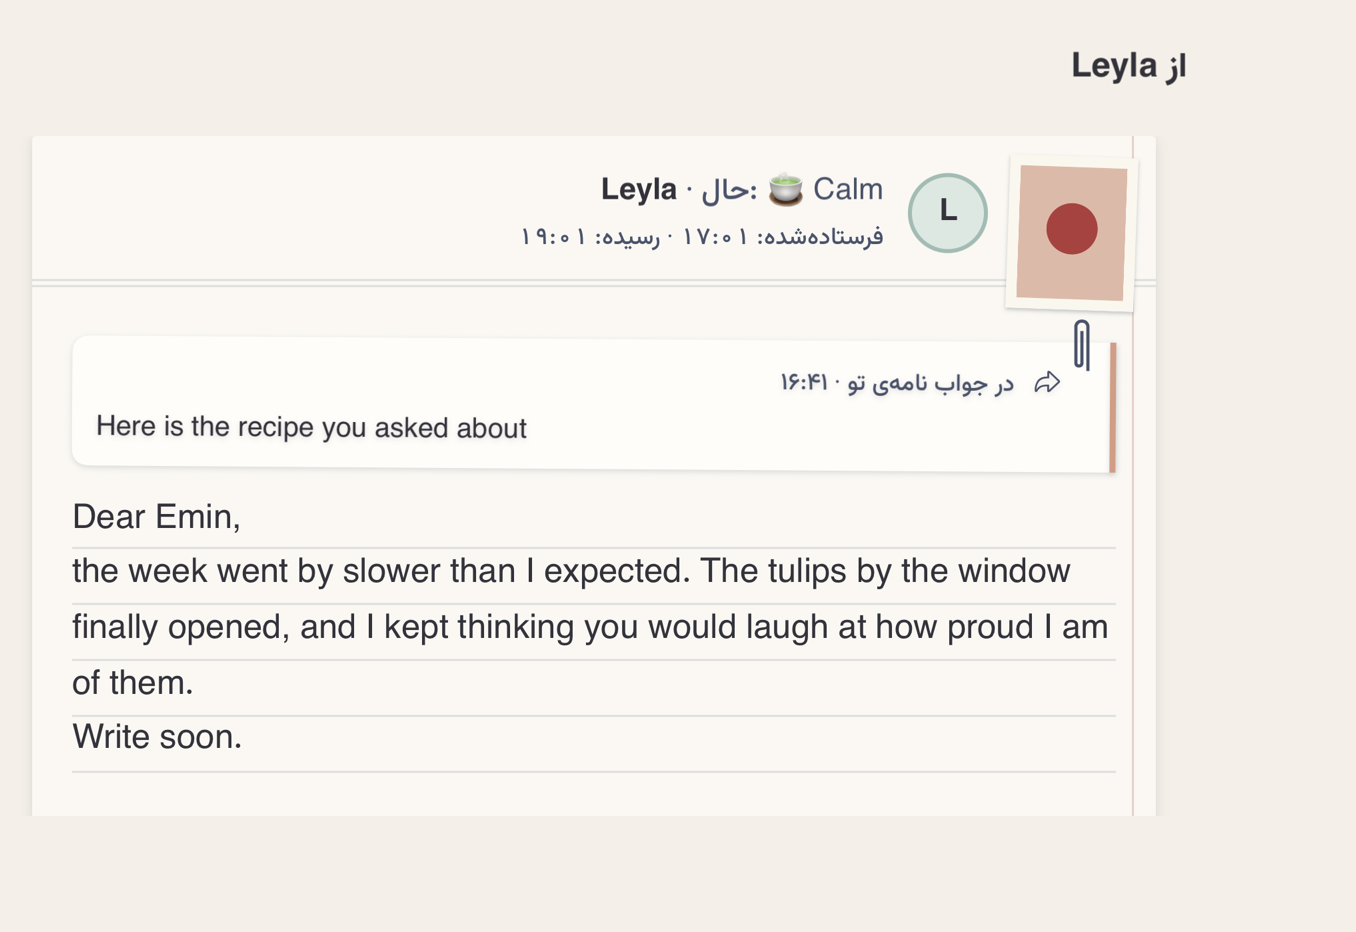 از Leyla
Leyla · حال: 🍵 Calm
L
فرستاده‌شده: ۱۷:۰۱ · رسیده: ۱۹:۰۱
در جواب نامه‌ی تو · ۱۶:۴۱
Here is the recipe you asked about
Dear Emin,
the week went by slower than I expected. The tulips by the window
finally opened, and I kept thinking you would laugh at how proud I am
of them.
Write soon.